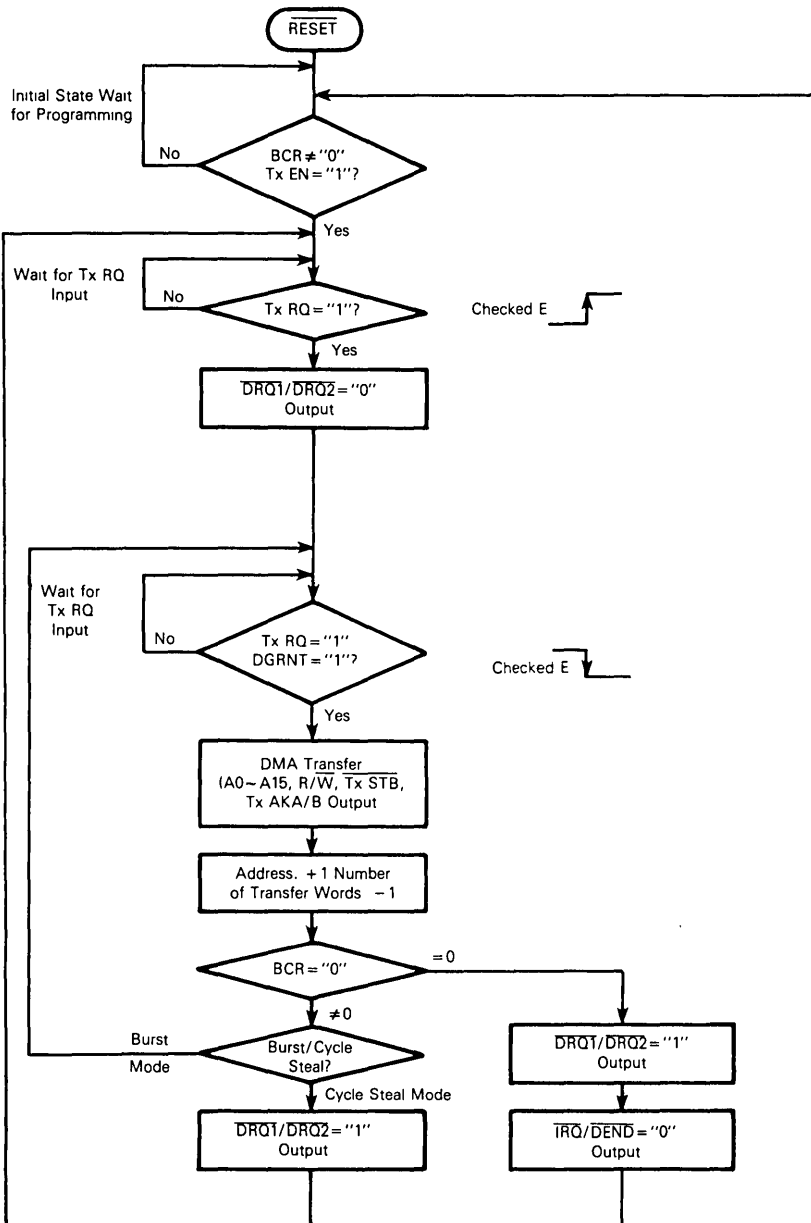 RESET
Initial State Wait
for Programming
No
BCR ≠ "0"
Tx EN = "1"?
Yes
Wait for Tx RQ
Input
No
Tx RQ = "1"?
Checked E
Yes
DRQ1/DRQ2 = "0"
Output
Wait for
Tx RQ
Input
No
Tx RQ = "1"
DGRNT = "1"?
Checked E
Yes
DMA Transfer
(A0~A15, R/W, Tx STB,
Tx AKA/B Output
Address. + 1 Number
of Transfer Words - 1
BCR = "0"
=0
≠0
Burst
Mode
Burst/Cycle
Steal?
Cycle Steal Mode
DRQ1/DRQ2 = "1"
Output
DRQ1/DRQ2 = "1"
Output
IRQ/DEND = "0"
Output